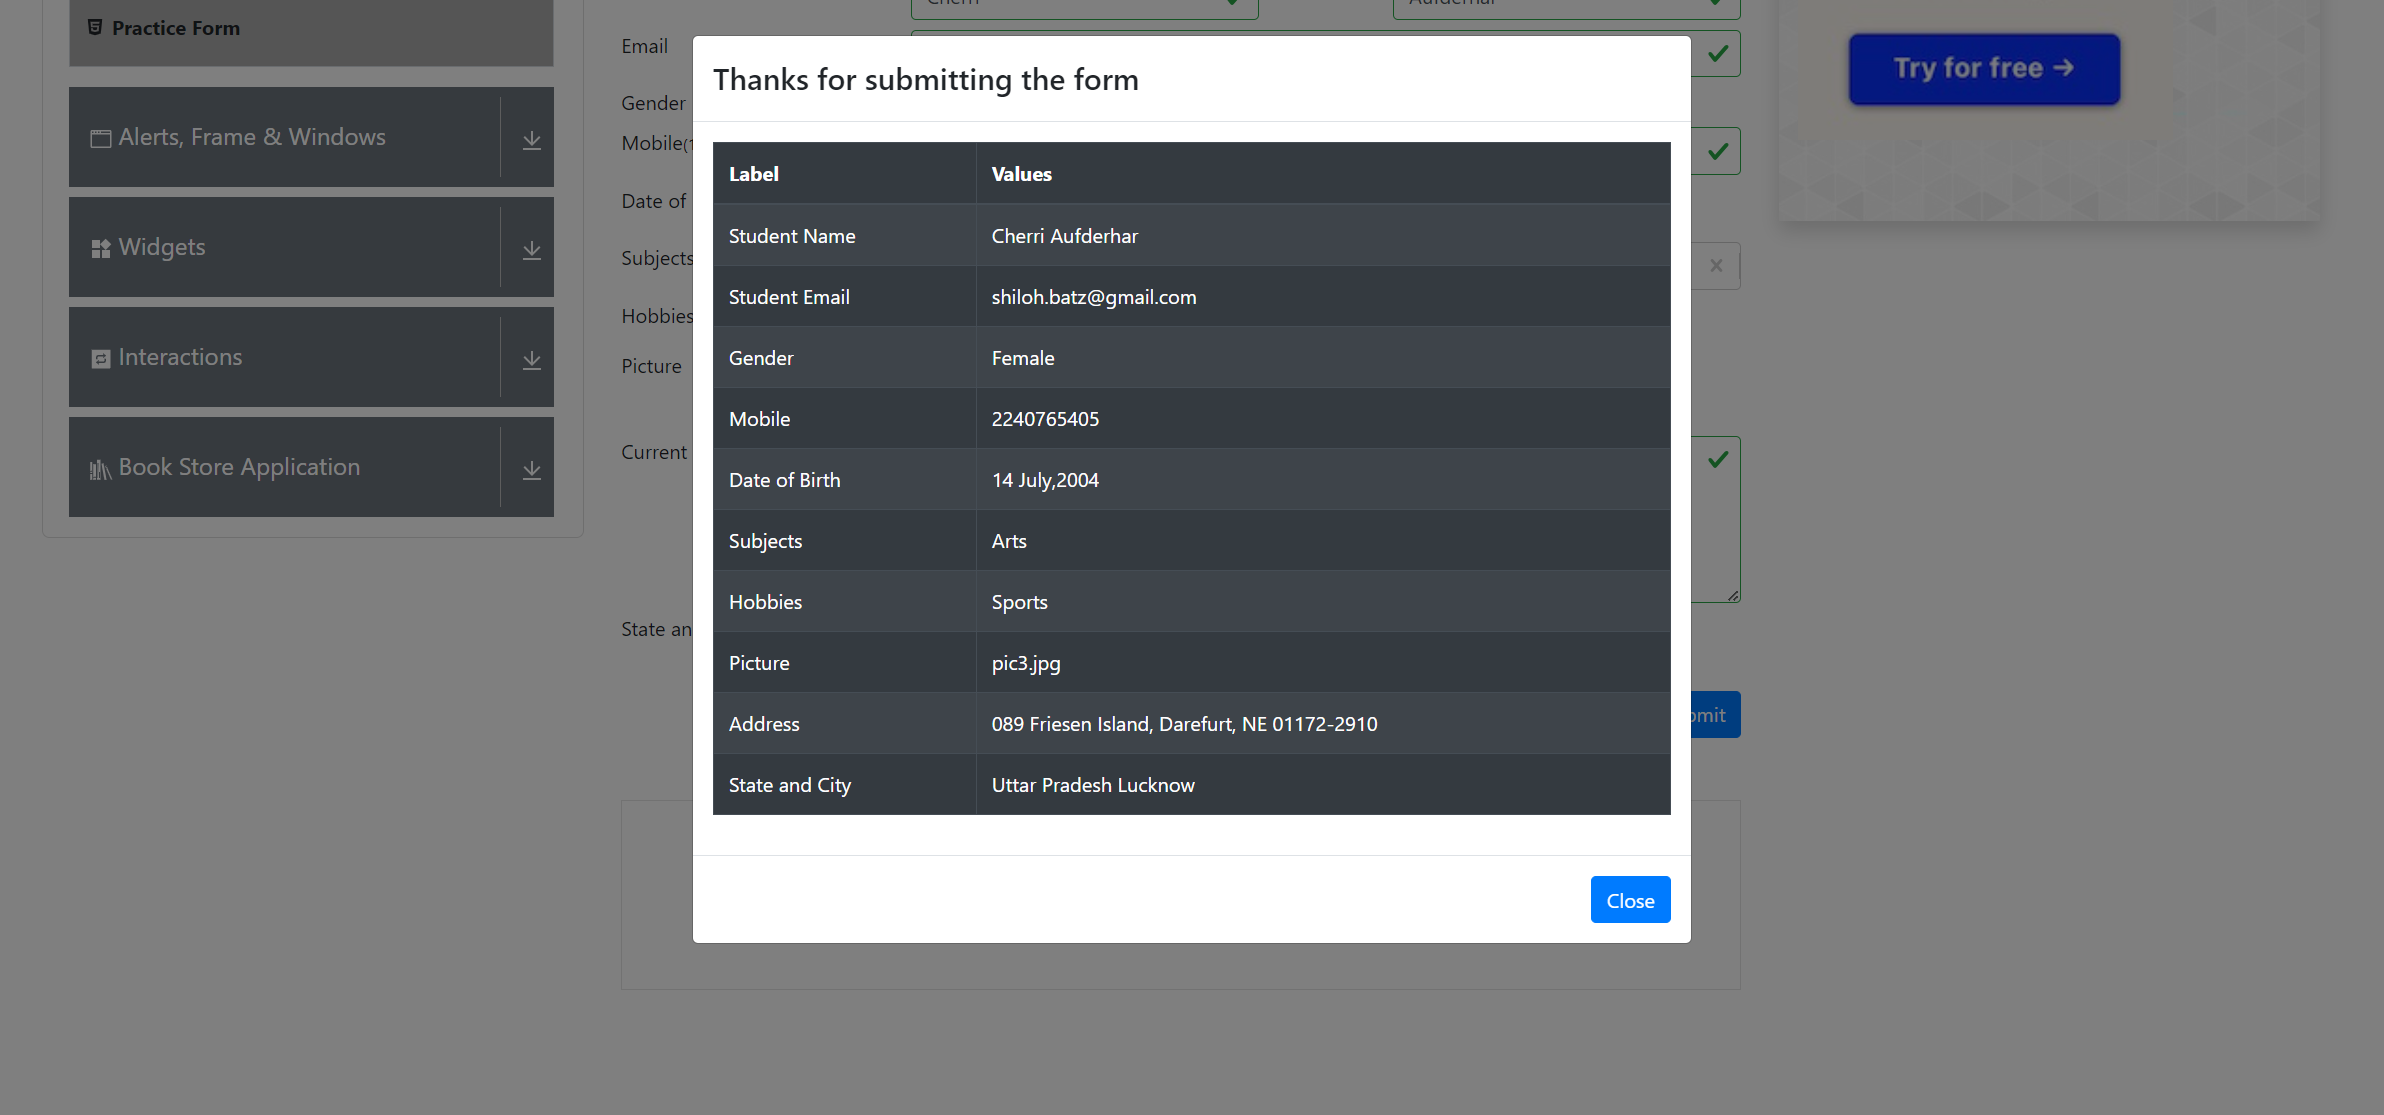 Practice Form
Alerts, Frame & Windows
Widgets
Interactions
Book Store Application
Cherri
Aufderhar
Email
Gender
Mobile(1
Date of
Subjects
Hobbies
Picture
Current
State an
Thanks for submitting the form
Label Values
Student Name Cherri Aufderhar
Student Email shiloh.batz@gmail.com
Gender Female
Mobile 2240765405
Date of Birth 14 July,2004
Subjects Arts
Hobbies Sports
Picture pic3.jpg
Address 089 Friesen Island, Darefurt, NE 01172-2910
State and City Uttar Pradesh Lucknow
Close
bmit
Try for free →